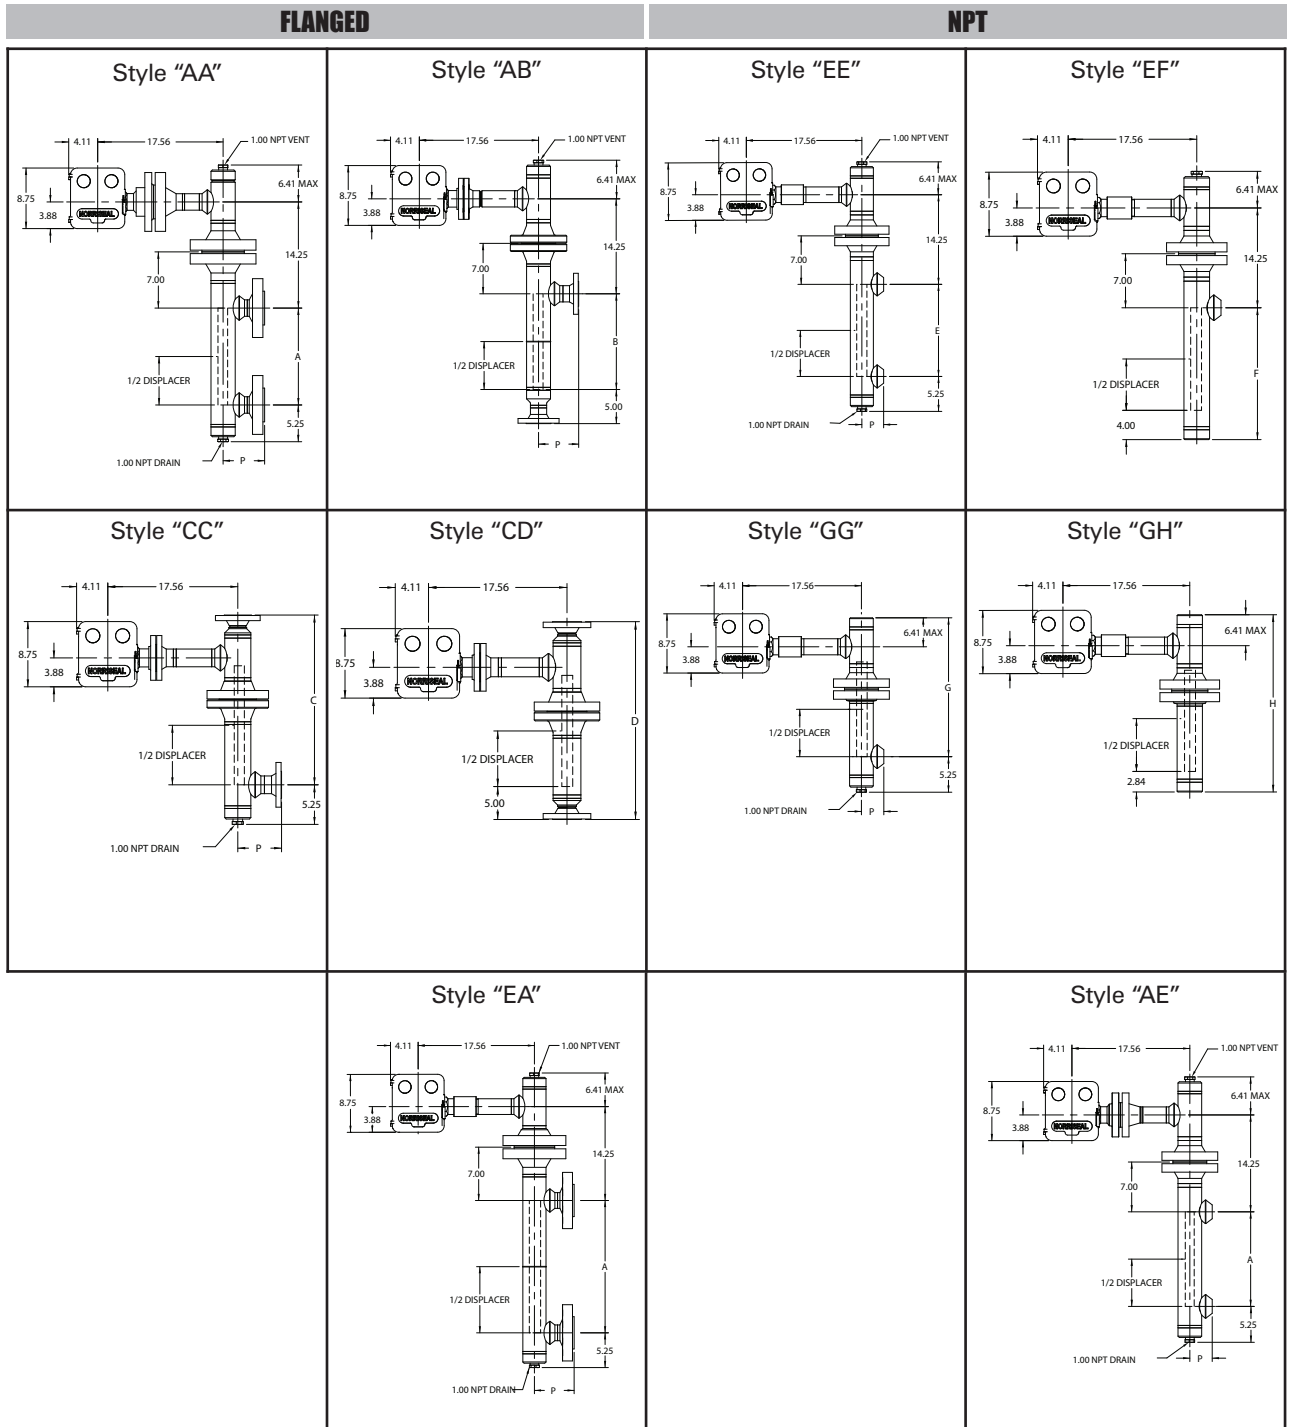 FLANGED
NPT
Style “AA”
4.11
17.56
1.00 NPT VENT
6.41 MAX
8.75
3.88
NORRISEAL
14.25
7.00
A
1/2 DISPLACER
5.25
1.00 NPT DRAIN
P
Style “AB”
4.11
17.56
1.00 NPT VENT
6.41 MAX
8.75
3.88
NORRISEAL
14.25
7.00
B
1/2 DISPLACER
5.00
P
Style “EE”
4.11
17.56
1.00 NPT VENT
6.41 MAX
8.75
3.88
NORRISEAL
14.25
7.00
E
1/2 DISPLACER
5.25
1.00 NPT DRAIN
P
Style “EF”
4.11
17.56
6.41 MAX
8.75
3.88
NORRISEAL
14.25
7.00
F
1/2 DISPLACER
4.00
Style “CC”
4.11
17.56
8.75
3.88
NORRISEAL
C
1/2 DISPLACER
5.25
1.00 NPT DRAIN
P
Style “CD”
4.11
17.56
8.75
3.88
NORRISEAL
D
1/2 DISPLACER
5.00
Style “GG”
4.11
17.56
6.41 MAX
8.75
3.88
NORRISEAL
G
1/2 DISPLACER
5.25
1.00 NPT DRAIN
P
Style “GH”
4.11
17.56
6.41 MAX
8.75
3.88
NORRISEAL
H
1/2 DISPLACER
2.84
Style “EA”
4.11
17.56
1.00 NPT VENT
6.41 MAX
8.75
3.88
NORRISEAL
14.25
7.00
A
1/2 DISPLACER
5.25
1.00 NPT DRAIN
P
Style “AE”
4.11
17.56
1.00 NPT VENT
6.41 MAX
8.75
3.88
NORRISEAL
14.25
7.00
A
1/2 DISPLACER
5.25
1.00 NPT DRAIN
P